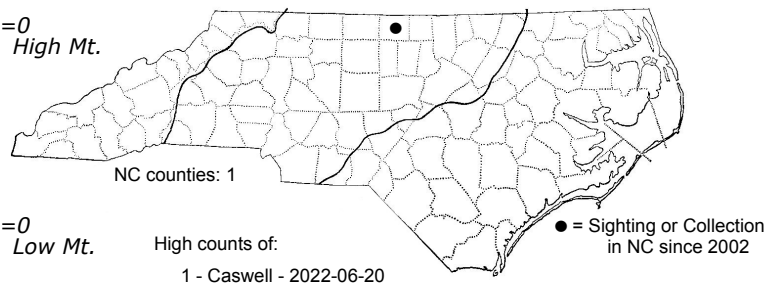 =0
High Mt.
NC counties: 1
=0
Low Mt.
High counts of:
1 - Caswell - 2022-06-20
● = Sighting or Collection
in NC since 2002